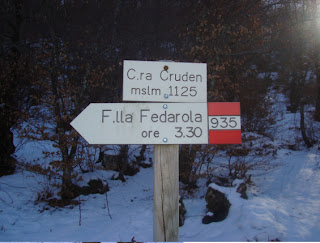 C.ra Cruden
mslm 1125
F.lla Fedarola
ore 3.30
935